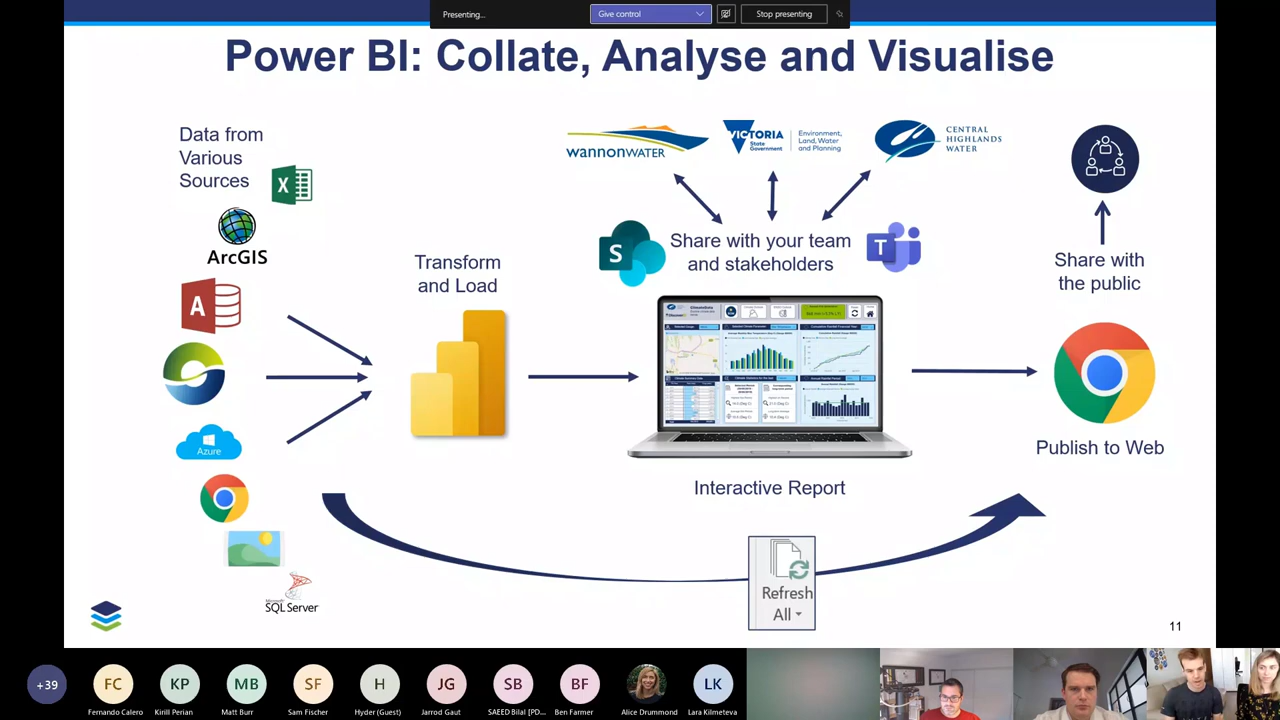 Presenting...
Give control
Stop presenting
Power BI: Collate, Analyse and Visualise
Data from
Various
Sources
X
ArcGIS
A
Azure
Microsoft
SQL Server
Transform
and Load
wannonWATER
VICTORIA
State
Government
Environment,
Land, Water
and Planning
CENTRAL
HIGHLANDS
WATER
S
Share with your team
and stakeholders
T
Interactive Report
Share with
the public
Publish to Web
Refresh
All
11
+39
FC
KP
MB
SF
H
JG
SB
BF
LK
Fernando Calero
Kirill Perian
Matt Burr
Sam Fischer
Hyder (Guest)
Jarrod Gaut
SAEED Bilal [PD...
Ben Farmer
Alice Drummond
Lara Kilmeteva